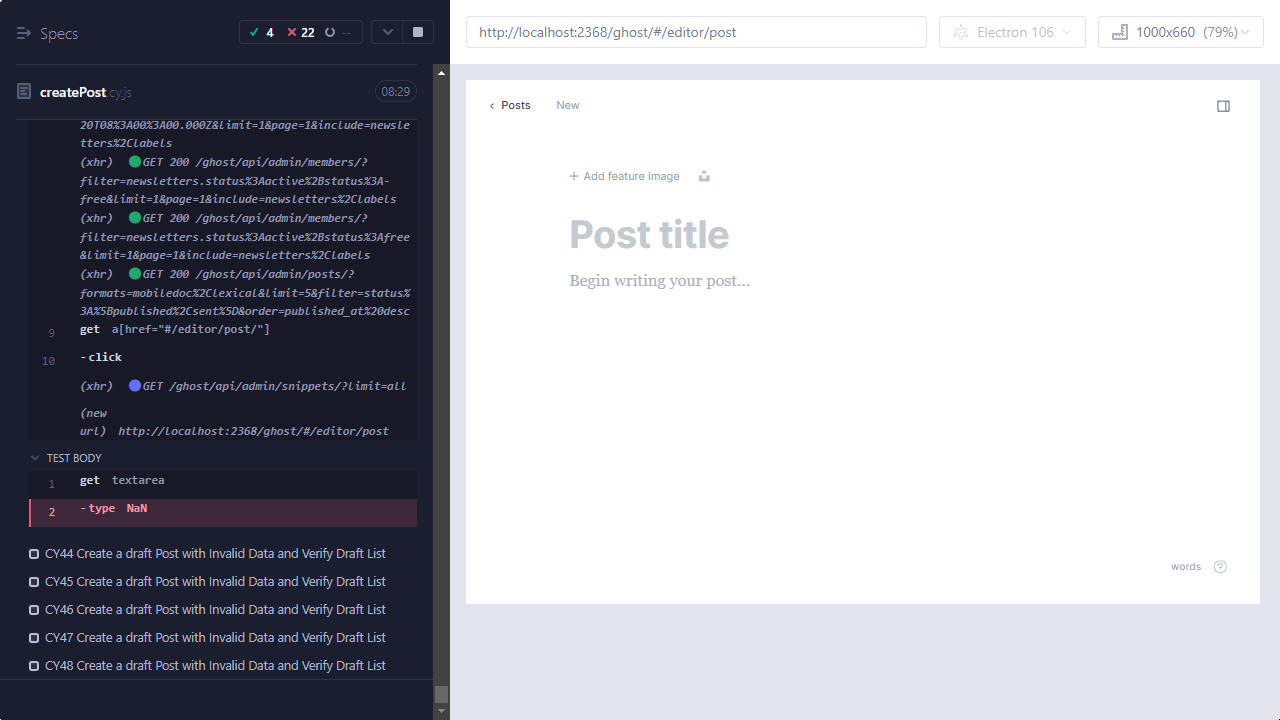 Specs
4
22
--
createPost.cy.js
08:29
20T08%3A00%3A00.000Z&limit=1&page=1&include=newsle
tters%2Clabels
(xhr) GET 200 /ghost/api/admin/members/?
filter=newsletters.status%3Aactive%2Bstatus%3A-
free&limit=1&page=1&include=newsletters%2Clabels
(xhr) GET 200 /ghost/api/admin/members/?
filter=newsletters.status%3Aactive%2Bstatus%3Afree
&limit=1&page=1&include=newsletters%2Clabels
(xhr) GET 200 /ghost/api/admin/posts/?
formats=mobiledoc%2Clexical&limit=5&filter=status%
3A%5Bpublished%2Csent%5D&order=published_at%20desc
9 get a[href="#/editor/post/"]
10 -click
(xhr) GET /ghost/api/admin/snippets/?limit=all
(new
url) http://localhost:2368/ghost/#/editor/post
TEST BODY
1 get textarea
2 -type NaN
CY44 Create a draft Post with Invalid Data and Verify Draft List
CY45 Create a draft Post with Invalid Data and Verify Draft List
CY46 Create a draft Post with Invalid Data and Verify Draft List
CY47 Create a draft Post with Invalid Data and Verify Draft List
CY48 Create a draft Post with Invalid Data and Verify Draft List
http://localhost:2368/ghost/#/editor/post
Electron 106
1000x660 (79%)
Posts
New
+ Add feature image
Post title
Begin writing your post...
words
?